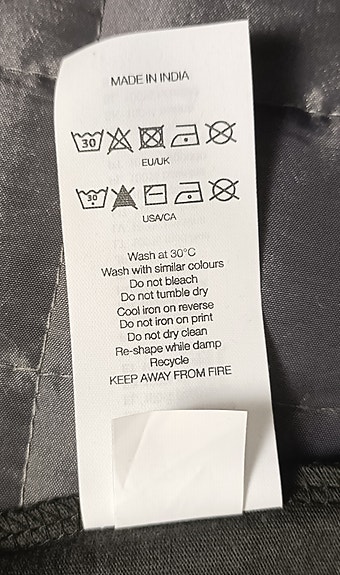 MADE IN INDIA
30
EU/UK
30
USA/CA
Wash at 30°C
Wash with similar colours
Do not bleach
Do not tumble dry
Cool iron on reverse
Do not iron on print
Do not dry clean
Re-shape while damp
Recycle
KEEP AWAY FROM FIRE